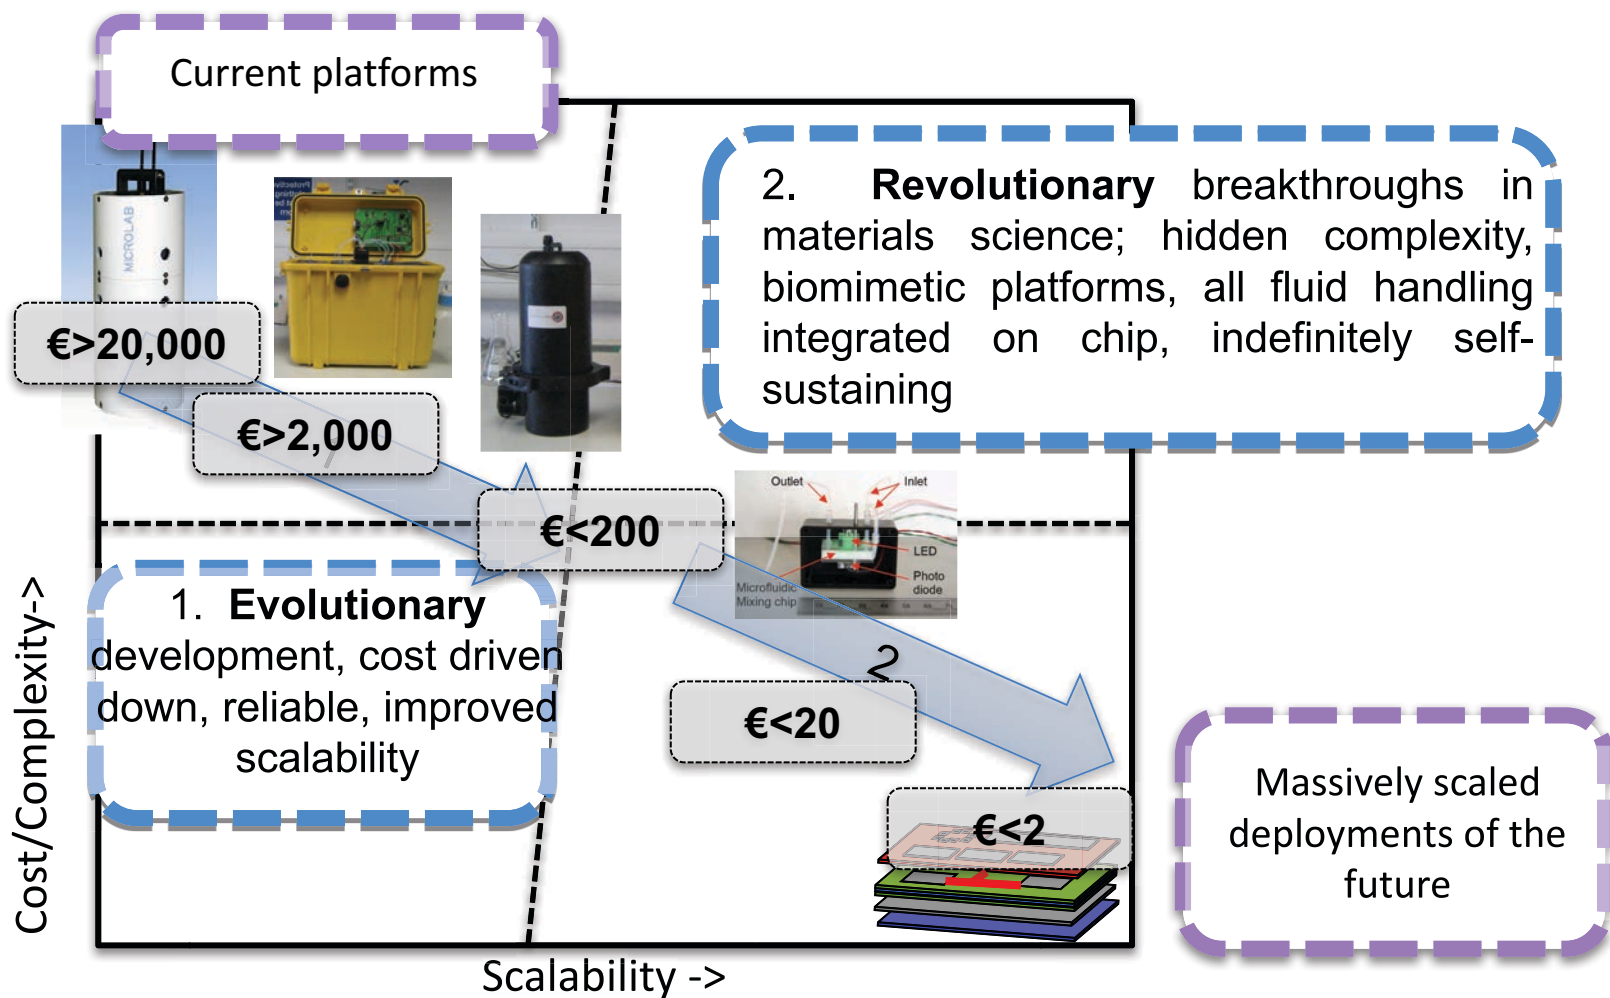 Current platforms
MICROLAB
Protective
€>20,000
€>2,000
€<200
2. Revolutionary breakthroughs in
materials science; hidden complexity,
biomimetic platforms, all fluid handling
integrated on chip, indefinitely self-
sustaining
Outlet
Inlet
LED
Photo
diode
Microfluidic
Mixing chip
1. Evolutionary
development, cost driven
down, reliable, improved
scalability
2
€<20
€<2
Massively scaled
deployments of the
future
Cost/Complexity->
Scalability ->